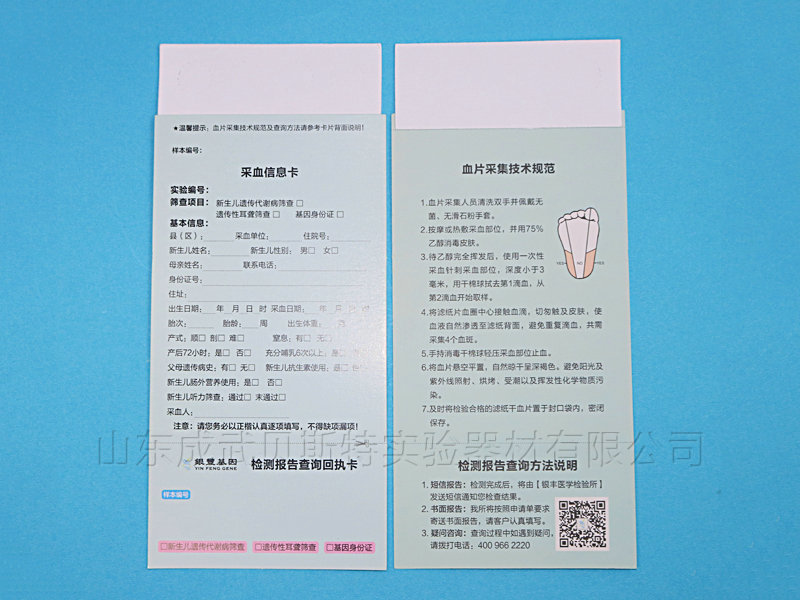 ★温馨提示：血片采集技术规范及查询方法请参考卡片背面说明！
样本编号：
采血信息卡
实验编号：
筛查项目：新生儿遗传代谢病筛查 □
遗传性耳聋筛查 □ 基因身份证 □
基本信息：
县（区）： 采血单位： 住院号：
新生儿姓名： 新生儿性别： 男□ 女□
母亲姓名： 联系电话：
身份证号：
住址：
出生日期： 年 月 日 时 采血日期： 年 月 日 时
胎次： 胎龄： 周 出生体重： 克
产式：顺□ 剖□ 难□ 窒息：有□ 无□
产后72小时：是□ 否□ 充分哺乳6次以上：是□ 否□
父母遗传病史：有□ 无□ 新生儿抗生素使用：是□ 否□
新生儿肠外营养使用：是□ 否□
新生儿听力筛查：通过□ 未通过□
采血人：
注意：请您务必以正楷认真逐项填写，不得缺项漏项！
銀豐基因
YIN FENG GENE
检测报告查询回执卡
样本编号
□新生儿遗传代谢病筛查 □遗传性耳聋筛查 □基因身份证
血片采集技术规范
1.血片采集人员清洗双手并佩戴无
菌、无滑石粉手套。
2.按摩或热敷采血部位，并用75%
乙醇消毒皮肤。
3.待乙醇完全挥发后，使用一次性
采血针刺采血部位，深度小于3
毫米，用干棉球拭去第1滴血，从
第2滴血开始取样。
YES NO YES
4.将滤纸片血圈中心接触血滴，切勿触及皮肤，使
血液自然渗透至滤纸背面，避免重复滴血，共需
采集4个血斑。
5.手持消毒干棉球轻压采血部位止血。
6.将血片悬空平置，自然晾干呈深褐色。避免阳光及
紫外线照射、烘烤、受潮以及挥发性化学物质污
染。
7.及时将检验合格的滤纸干血片置于封口袋内，密闭
保存。
检测报告查询方法说明
1. 短信报告：检测完成后，将由【银丰医学检验所】
发送短信通知您检查结果。
2. 书面报告：我所将按照申请单要求
寄送书面报告，请客户认真填写。
3. 疑问咨询：查询过程中如遇到疑问，
请拨打电话：400 966 2220
山东成武贝斯特实验器材有限公司